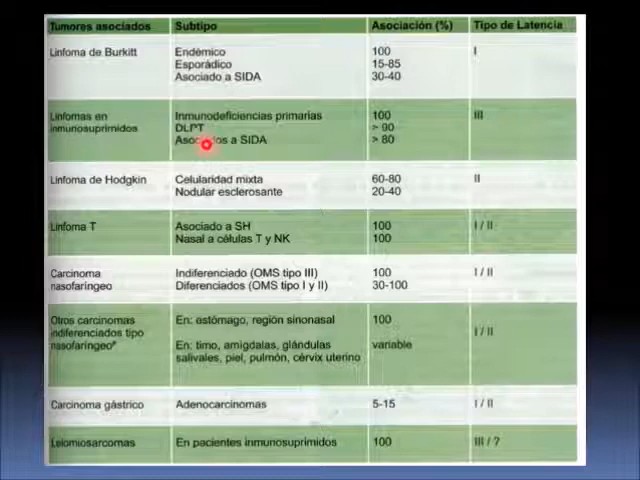 Tumores asociados Subtipo Asociación (%) Tipo de Latencia
Linfoma de Burkitt Endémico 100 I
Esporádico 15-85
Asociado a SIDA 30-40
Linfomas en Inmunodeficiencias primarias 100 III
inmunosuprimidos DLPT > 90
Asociados a SIDA > 80
Linfoma de Hodgkin Celularidad mixta 60-80 II
Nodular esclerosante 20-40
Linfoma T Asociado a SH 100 I / II
Nasal a células T y NK 100
Carcinoma Indiferenciado (OMS tipo III) 100 I / II
nasofaríngeo Diferenciados (OMS tipo I y II) 30-100
Otros carcinomas En: estómago, región sinonasal 100
indiferenciados tipo I / II
nasofaríngeo* En: timo, amígdalas, glándulas variable
salivales, piel, pulmón, cérvix uterino
Carcinoma gástrico Adenocarcinomas 5-15 I / II
Leiomiosarcomas En pacientes inmunosuprimidos 100 III / ?